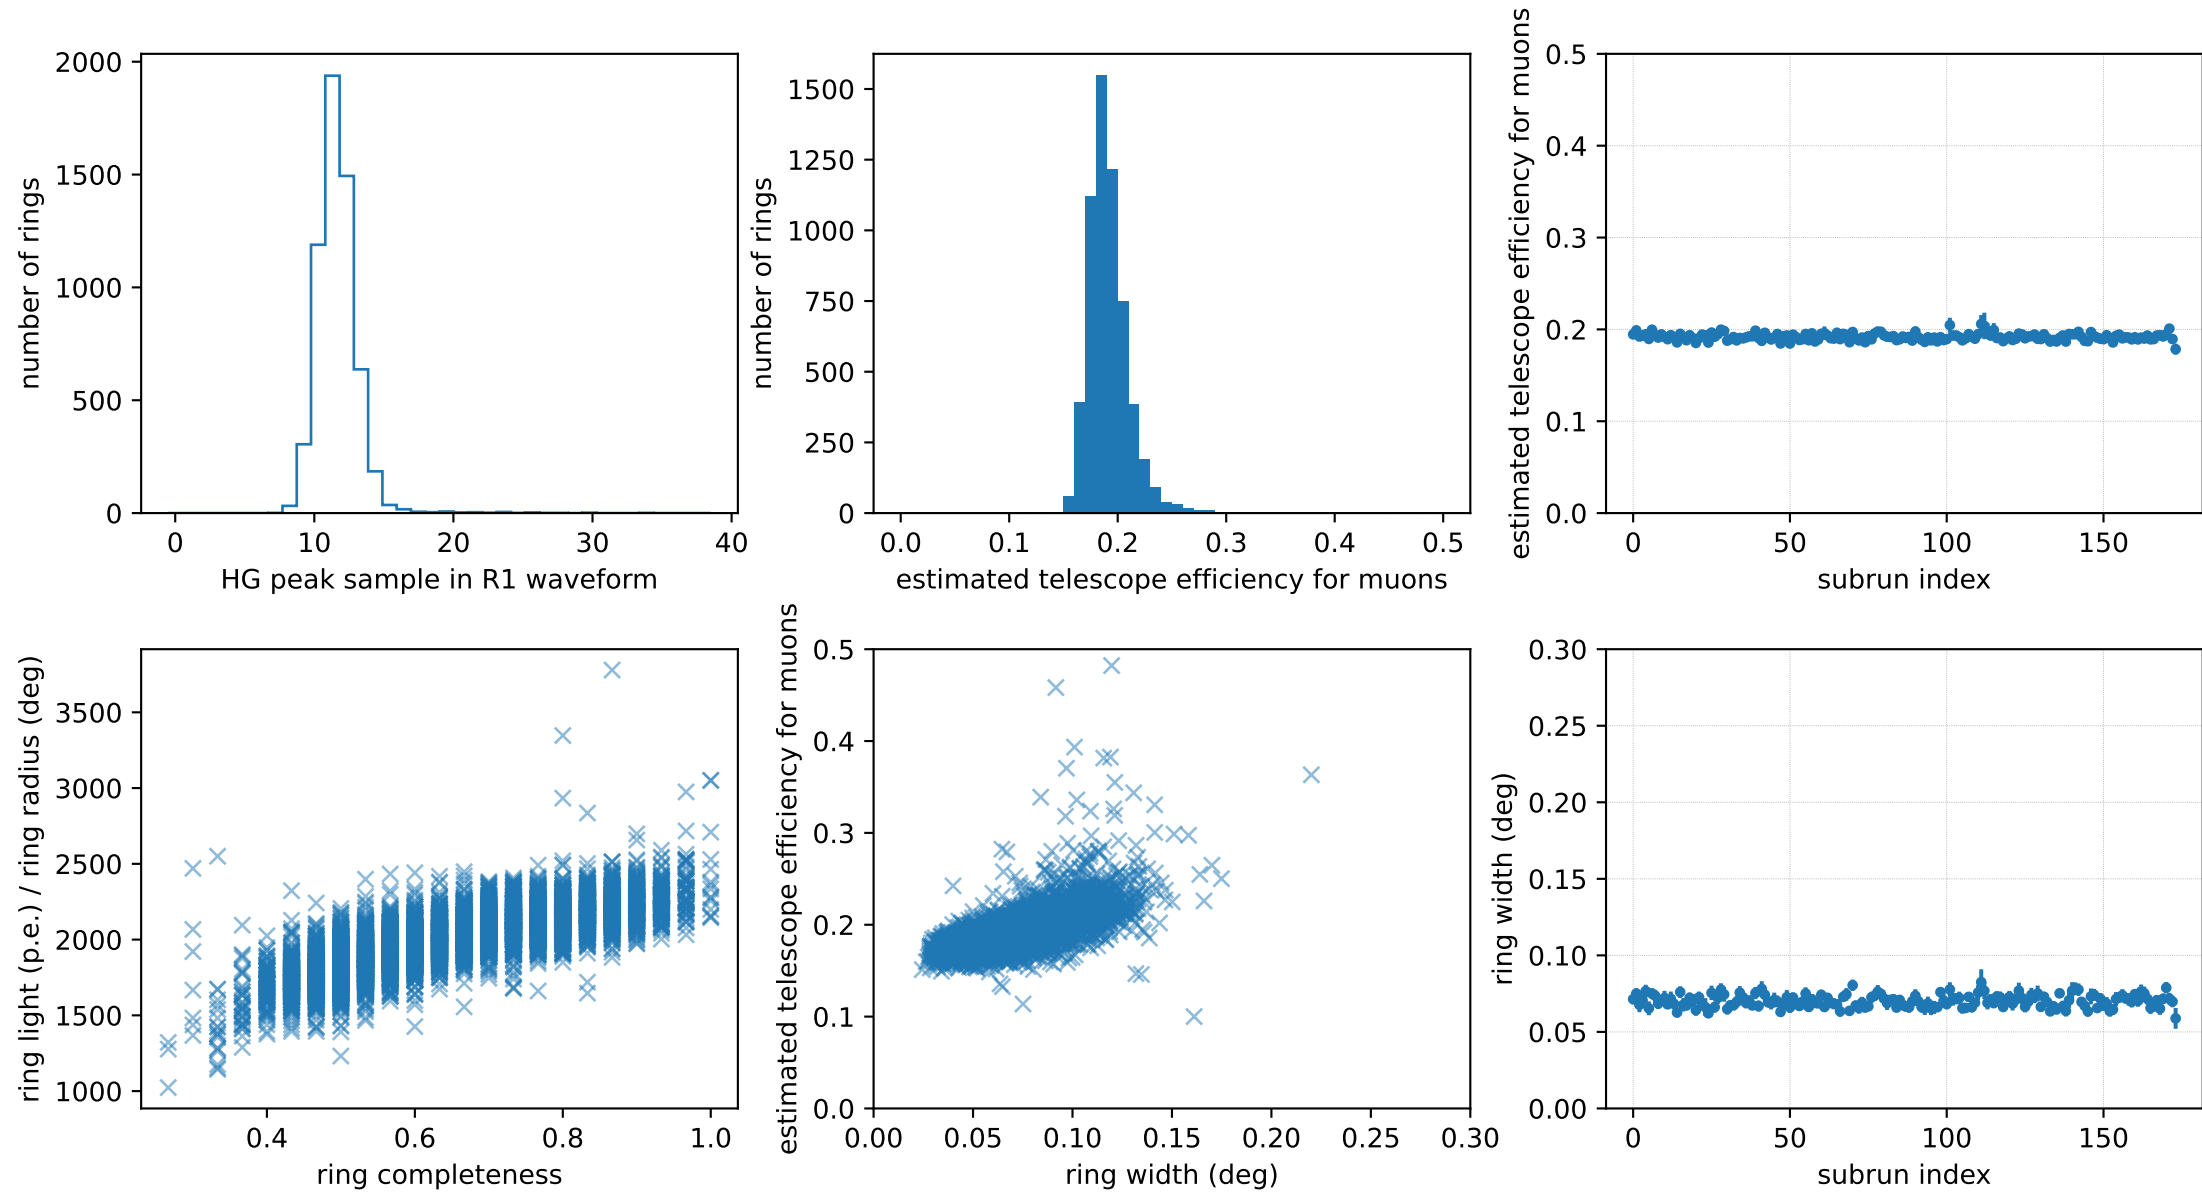 2000
1500
1000
500
0
number of rings
0 10 20 30 40
HG peak sample in R1 waveform
1500
1250
1000
750
500
250
0
number of rings
0.0 0.1 0.2 0.3 0.4 0.5
estimated telescope efficiency for muons
0.5
0.4
0.3
0.2
0.1
0.0
estimated telescope efficiency for muons
0 50 100 150
subrun index
3500
3000
2500
2000
1500
1000
ring light (p.e.) / ring radius (deg)
0.4 0.6 0.8 1.0
ring completeness
0.5
0.4
0.3
0.2
0.1
0.0
estimated telescope efficiency for muons
0.00 0.05 0.10 0.15 0.20 0.25 0.30
ring width (deg)
0.30
0.25
0.20
0.15
0.10
0.05
0.00
ring width (deg)
0 50 100 150
subrun index